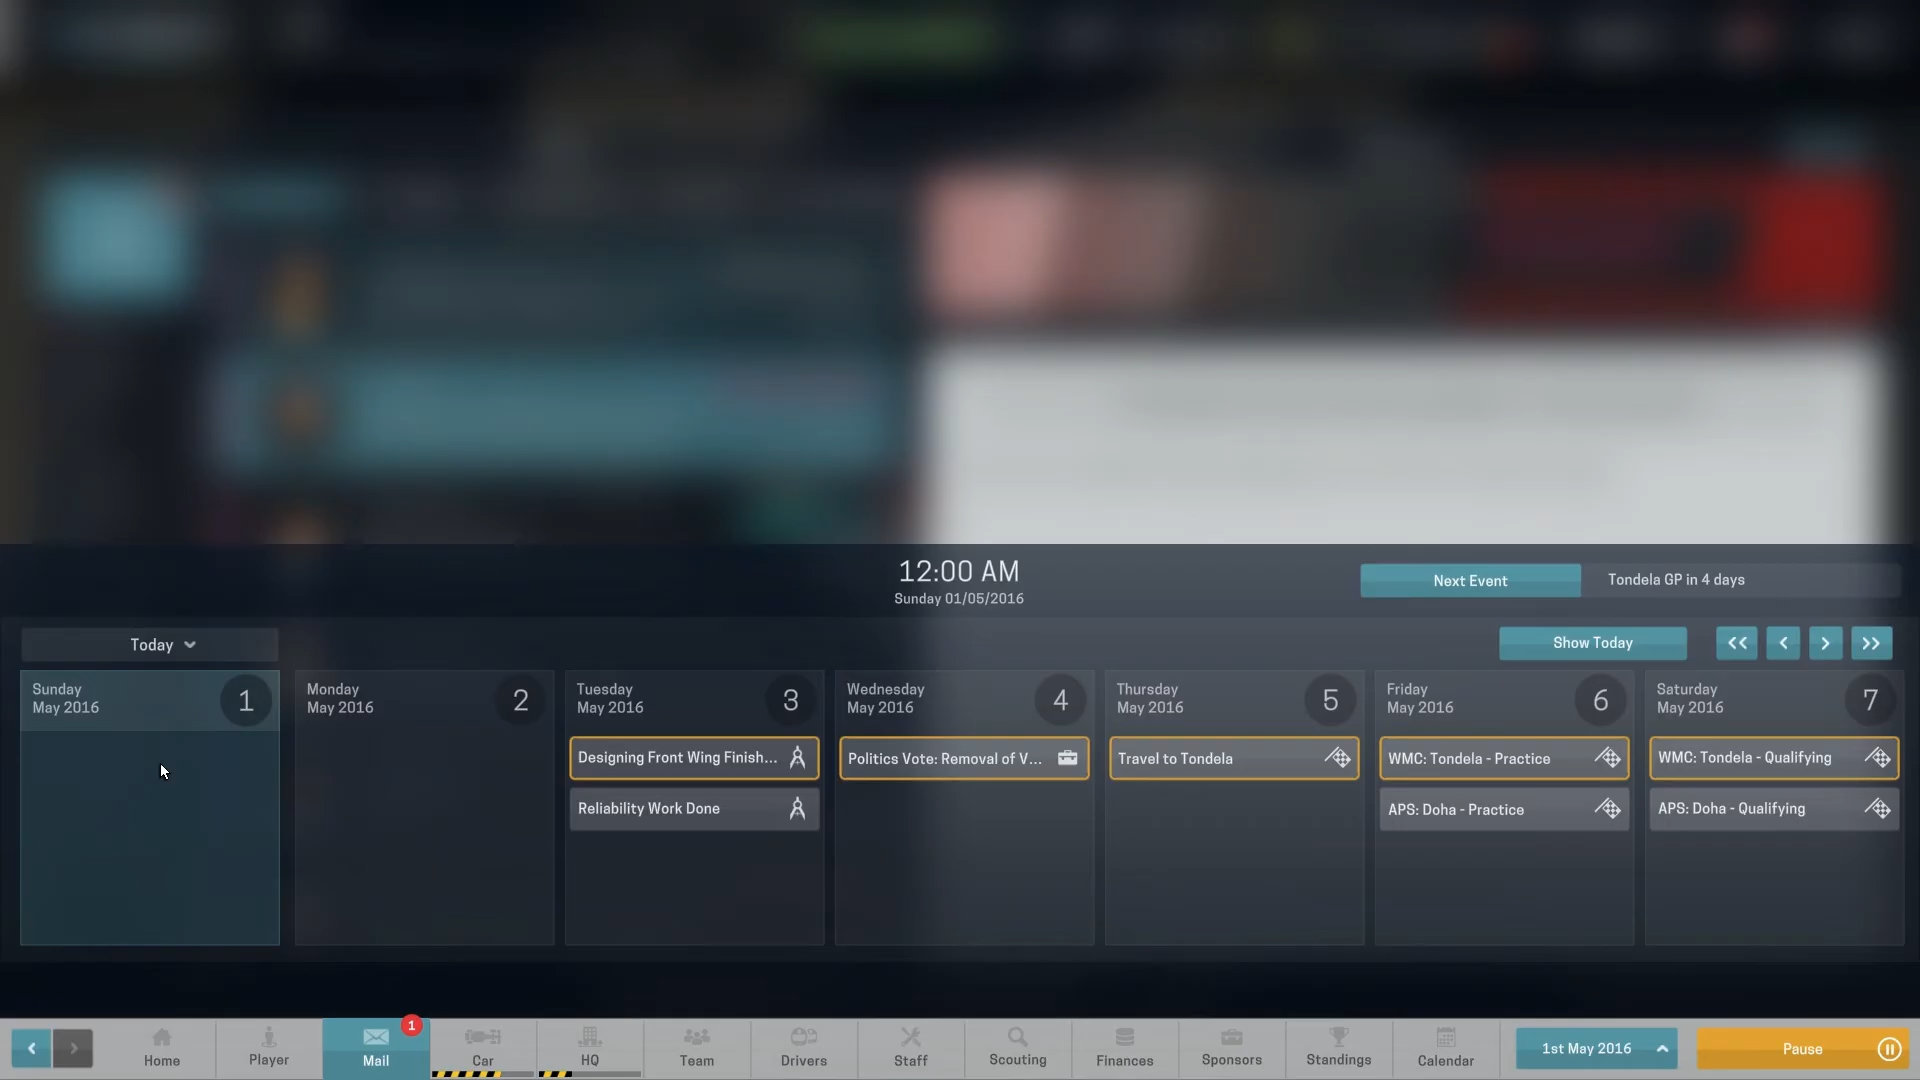 12:00 AM
Sunday 01/05/2016
Next Event
Tondela GP in 4 days
Today
Show Today
Sunday
May 2016
1
Monday
May 2016
2
Tuesday
May 2016
3
Designing Front Wing Finish...
Reliability Work Done
Wednesday
May 2016
4
Politics Vote: Removal of V...
Thursday
May 2016
5
Travel to Tondela
Friday
May 2016
6
WMC: Tondela - Practice
APS: Doha - Practice
Saturday
May 2016
7
WMC: Tondela - Qualifying
APS: Doha - Qualifying
Home
Player
Mail
1
Car
HQ
Team
Drivers
Staff
Scouting
Finances
Sponsors
Standings
Calendar
1st May 2016
Pause